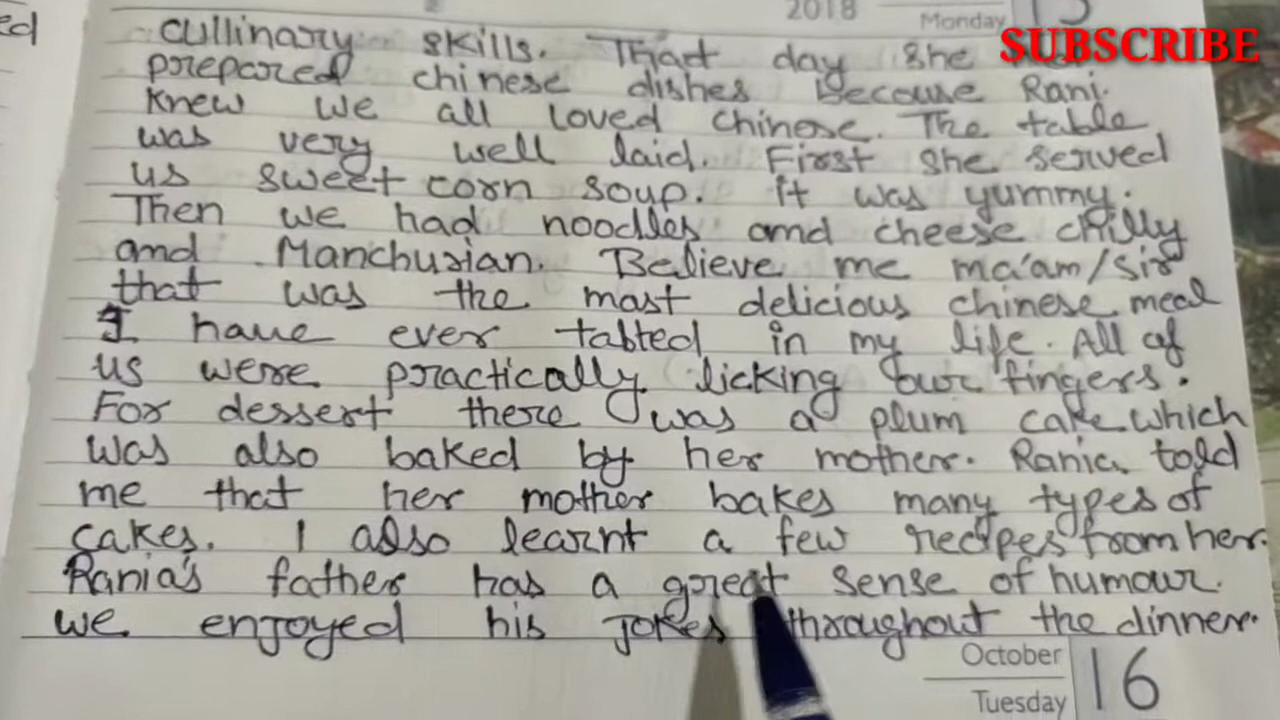 ed
2018
Monday 15
SUBSCRIBE
cullinary skills. That day she
prepared chinese dishes because Rani.
knew we all loved chinese. The table
was very well laid. First she served
us sweet corn soup. it was yummy.
Then we had noodles and cheese chilly
and Manchurian. Believe me ma'am/sir
that was the most delicious chinese meal
I have ever tasted in my life. All of
us were practically licking our fingers.
For dessert there was a plum cake which
was also baked by her mother. Rania told
me that her mother bakes many types of
cakes. I also learnt a few recipes from her.
Rania's father has a great sense of humour.
we enjoyed his jokes throughout the dinner.
October
Tuesday 16